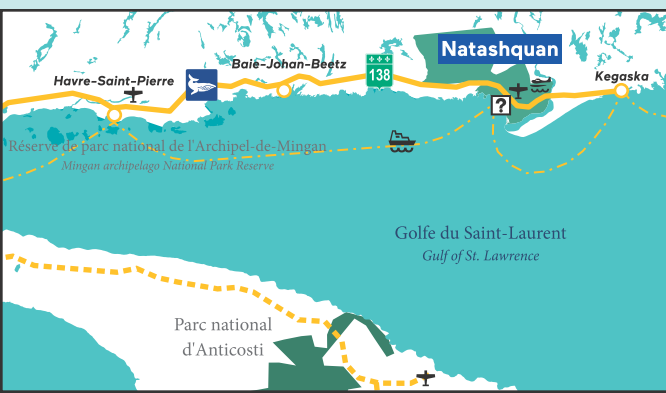 Natashquan
Baie-Johan-Beetz
138
Havre-Saint-Pierre
Kegaska
?
Réserve de parc national de l'Archipel-de-Mingan
Mingan archipelago National Park Reserve
Golfe du Saint-Laurent
Gulf of St. Lawrence
Parc national
d'Anticosti